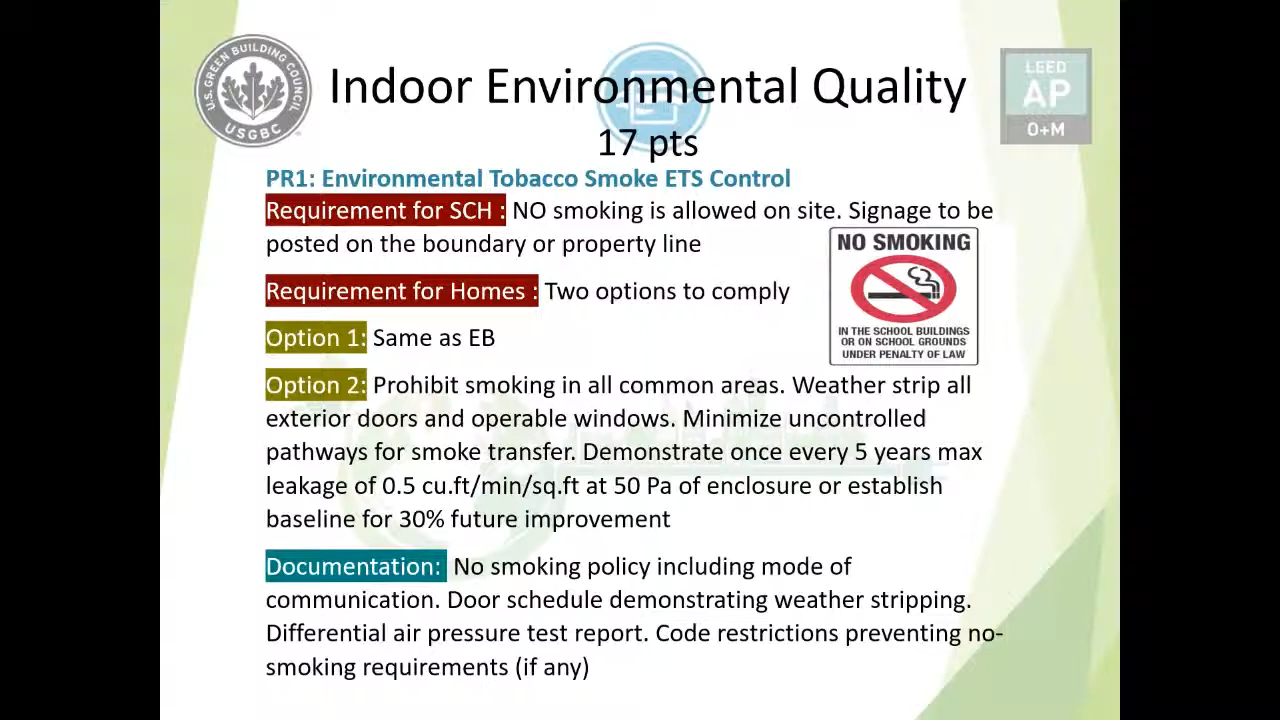 U.S. GREEN BUILDING COUNCIL
USGBC
Indoor Environmental Quality
17 pts
LEED
AP
O+M
PR1: Environmental Tobacco Smoke ETS Control
Requirement for SCH : NO smoking is allowed on site. Signage to be
posted on the boundary or property line
NO SMOKING
IN THE SCHOOL BUILDINGS
OR ON SCHOOL GROUNDS
UNDER PENALTY OF LAW
Requirement for Homes : Two options to comply
Option 1: Same as EB
Option 2: Prohibit smoking in all common areas. Weather strip all
exterior doors and operable windows. Minimize uncontrolled
pathways for smoke transfer. Demonstrate once every 5 years max
leakage of 0.5 cu.ft/min/sq.ft at 50 Pa of enclosure or establish
baseline for 30% future improvement
Documentation: No smoking policy including mode of
communication. Door schedule demonstrating weather stripping.
Differential air pressure test report. Code restrictions preventing no-
smoking requirements (if any)